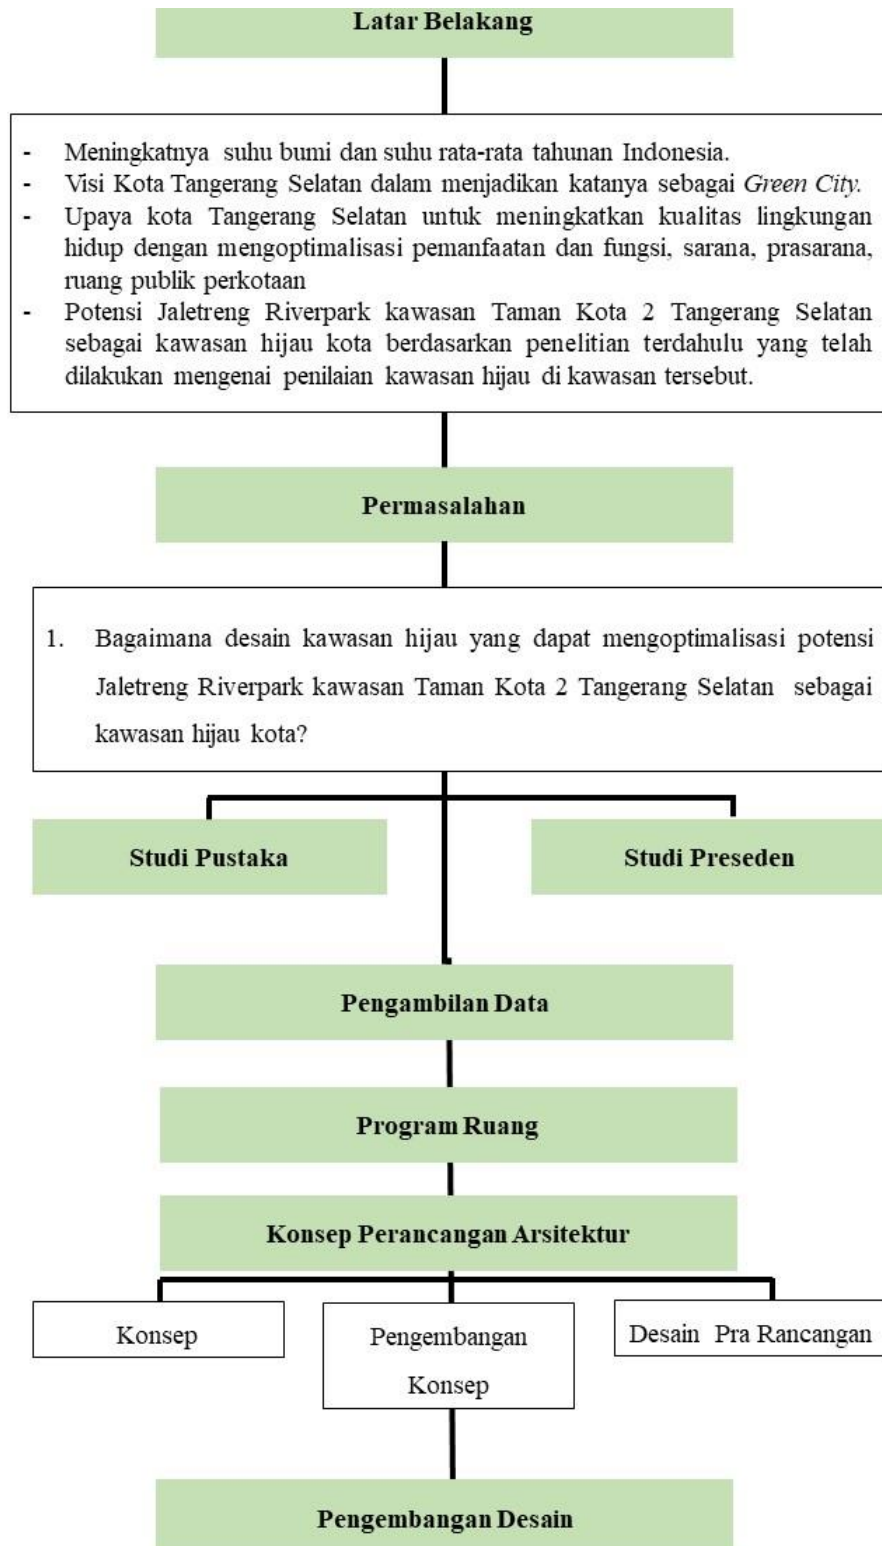 Latar Belakang
- Meningkatnya suhu bumi dan suhu rata-rata tahunan Indonesia.
- Visi Kota Tangerang Selatan dalam menjadikan katanya sebagai Green City.
- Upaya kota Tangerang Selatan untuk meningkatkan kualitas lingkungan
hidup dengan mengoptimalisasi pemanfaatan dan fungsi, sarana, prasarana,
ruang publik perkotaan
- Potensi Jaletreng Riverpark kawasan Taman Kota 2 Tangerang Selatan
sebagai kawasan hijau kota berdasarkan penelitian terdahulu yang telah
dilakukan mengenai penilaian kawasan hijau di kawasan tersebut.
Permasalahan
1. Bagaimana desain kawasan hijau yang dapat mengoptimalisasi potensi
Jaletreng Riverpark kawasan Taman Kota 2 Tangerang Selatan sebagai
kawasan hijau kota?
Studi Pustaka
Studi Preseden
Pengambilan Data
Program Ruang
Konsep Perancangan Arsitektur
Konsep
Pengembangan
Konsep
Desain Pra Rancangan
Pengembangan Desain